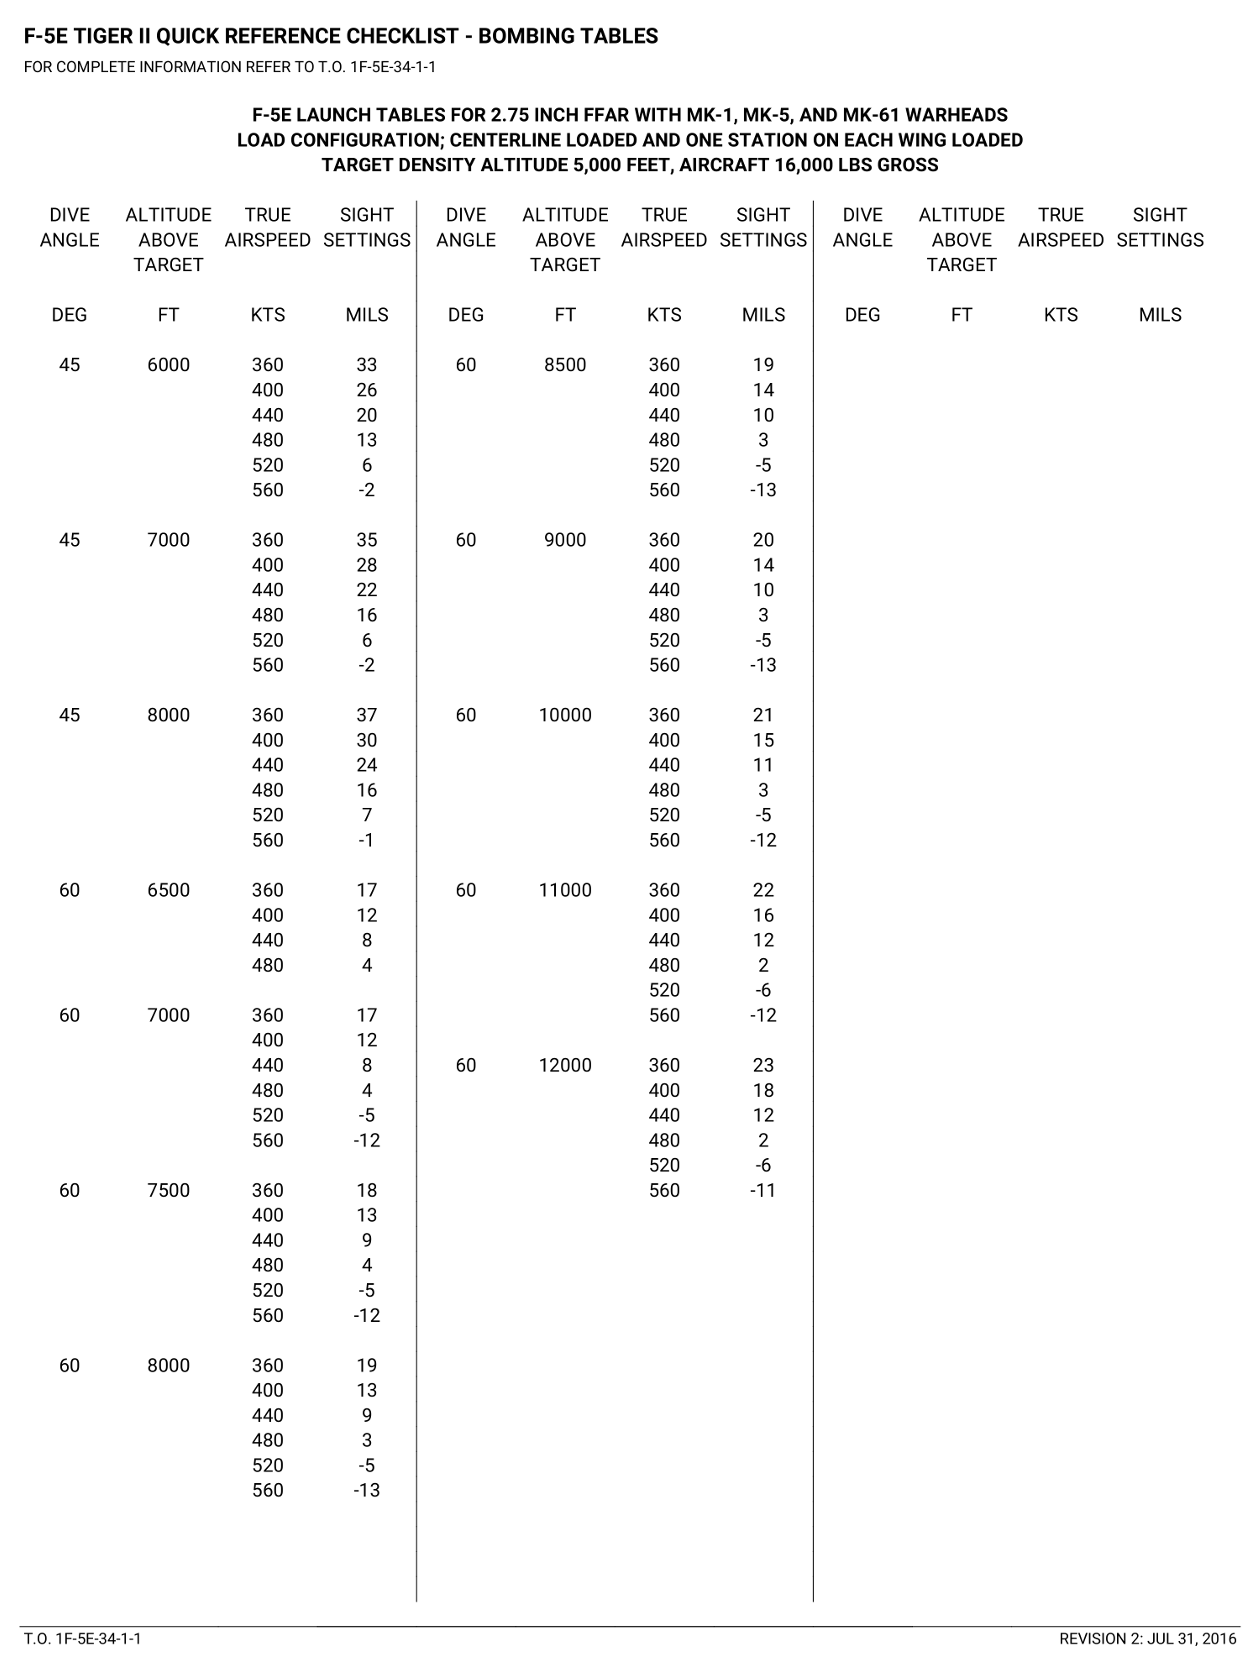 F-5E TIGER II QUICK REFERENCE CHECKLIST - BOMBING TABLES
FOR COMPLETE INFORMATION REFER TO T.O. 1F-5E-34-1-1
F-5E LAUNCH TABLES FOR 2.75 INCH FFAR WITH MK-1, MK-5, AND MK-61 WARHEADS
LOAD CONFIGURATION; CENTERLINE LOADED AND ONE STATION ON EACH WING LOADED
TARGET DENSITY ALTITUDE 5,000 FEET, AIRCRAFT 16,000 LBS GROSS
DIVE ALTITUDE TRUE SIGHT DIVE ALTITUDE TRUE SIGHT DIVE ALTITUDE TRUE SIGHT
ANGLE ABOVE AIRSPEED SETTINGS ANGLE ABOVE AIRSPEED SETTINGS ANGLE ABOVE AIRSPEED SETTINGS
TARGET TARGET TARGET
DEG FT KTS MILS DEG FT KTS MILS DEG FT KTS MILS
45 6000 360 33 60 8500 360 19
400 26 400 14
440 20 440 10
480 13 480 3
520 6 520 -5
560 -2 560 -13
45 7000 360 35 60 9000 360 20
400 28 400 14
440 22 440 10
480 16 480 3
520 6 520 -5
560 -2 560 -13
45 8000 360 37 60 10000 360 21
400 30 400 15
440 24 440 11
480 16 480 3
520 7 520 -5
560 -1 560 -12
60 6500 360 17 60 11000 360 22
400 12 400 16
440 8 440 12
480 4 480 2
520 -6
60 7000 360 17 560 -12
400 12
440 8 60 12000 360 23
480 4 400 18
520 -5 440 12
560 -12 480 2
520 -6
60 7500 360 18 560 -11
400 13
440 9
480 4
520 -5
560 -12
60 8000 360 19
400 13
440 9
480 3
520 -5
560 -13
T.O. 1F-5E-34-1-1 REVISION 2: JUL 31, 2016